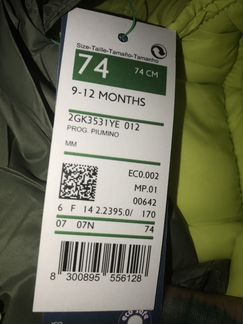 Size-Taille-Tamaño-Tamanho
74
74 CM
9-12 MONTHS
2GK3531YE 012
PROG. PIUMINO
MM
EC0.002
MP.01
00642
6 F 14 2.2395.0/ 170
07 07N 74
8 300895 556128